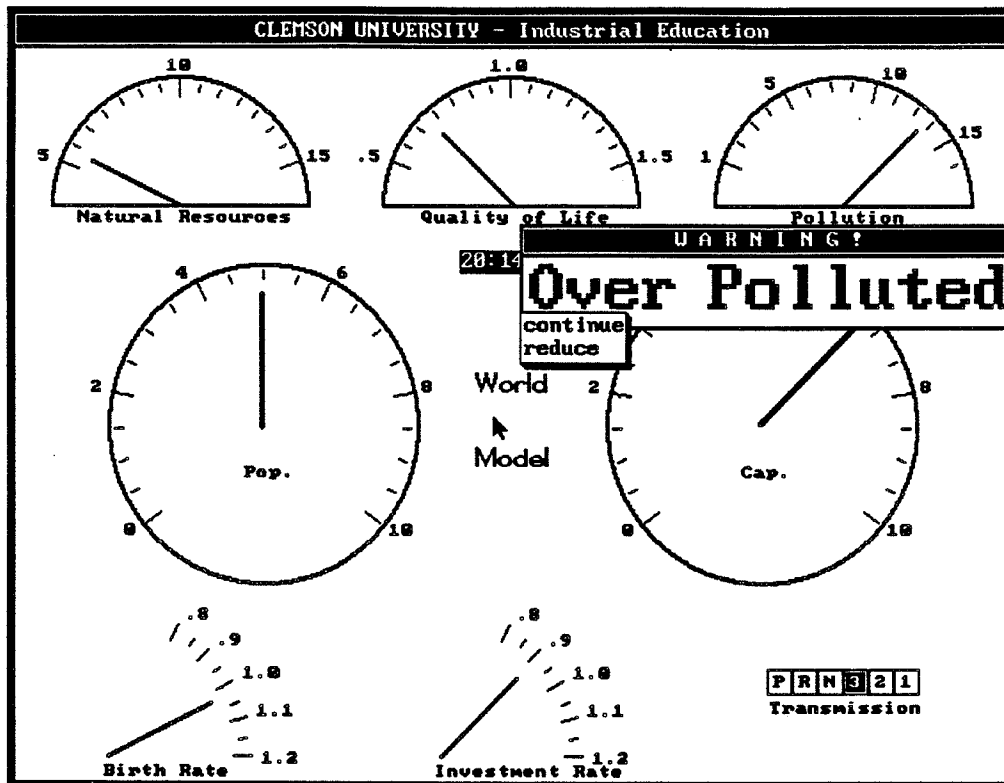 CLEMSON UNIVERSITY - Industrial Education
10
5
15
Natural Resources
1.0
.5
1.5
Quality of Life
5
10
1
15
Pollution
WARNING!
20:14
Over Polluted
continue
reduce
4
6
2
8
0
10
Pop.
World
Model
2
8
0
10
Cap.
.8
.9
1.0
1.1
1.2
Birth Rate
.8
.9
1.0
1.1
1.2
Investment Rate
P R N 3 2 1
Transmission